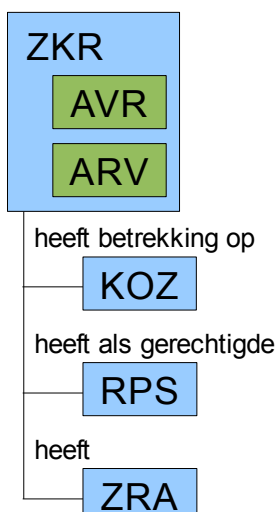 ZKR
AVR
ARV
heeft betrekking op
KOZ
heeft als gerechtigde
RPS
heeft
ZRA